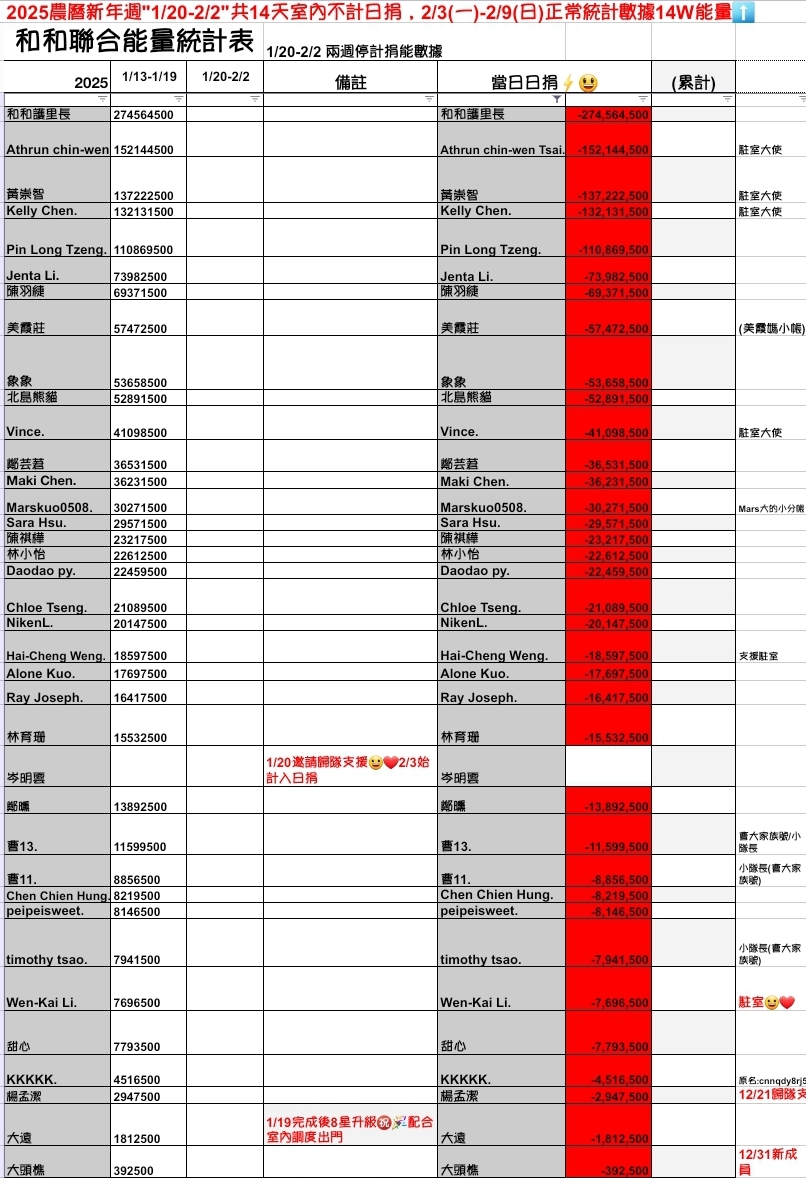 2025農曆新年週"1/20-2/2"共14天室內不計日捐，2/3(一)-2/9(日)正常統計數據14W能量⬆️
和和聯合能量統計表 1/20-2/2 兩週停計捐能數據
2025 1/13-1/19 1/20-2/2 備註 當日日捐⚡😃 (累計)
和和護里長 274564500 和和護里長 -274,564,500
Athrun chin-wen 152144500 Athrun chin-wen Tsai. -152,144,500 駐室大使
黃崇智 137222500 黃崇智 -137,222,500 駐室大使
Kelly Chen. 132131500 Kelly Chen. -132,131,500 駐室大使
Pin Long Tzeng. 110869500 Pin Long Tzeng. -110,869,500
Jenta Li. 73982500 Jenta Li. -73,982,500
陳羽緁 69371500 陳羽緁 -69,371,500
美霞莊 57472500 美霞莊 -57,472,500 (美霞媽小帳)
象象 53658500 象象 -53,658,500
北島熊貓 52891500 北島熊貓 -52,891,500
Vince. 41098500 Vince. -41,098,500 駐室大使
鄭芸莒 36531500 鄭芸莒 -36,531,500
Maki Chen. 36231500 Maki Chen. -36,231,500
Marskuo0508. 30271500 Marskuo0508. -30,271,500 Mars大的小分帳
Sara Hsu. 29571500 Sara Hsu. -29,571,500
陳祺鏵 23217500 陳祺鏵 -23,217,500
林小怡 22612500 林小怡 -22,612,500
Daodao py. 22459500 Daodao py. -22,459,500
Chloe Tseng. 21089500 Chloe Tseng. -21,089,500
NikenL. 20147500 NikenL. -20,147,500
Hai-Cheng Weng. 18597500 Hai-Cheng Weng. -18,597,500 支援駐室
Alone Kuo. 17697500 Alone Kuo. -17,697,500
Ray Joseph. 16417500 Ray Joseph. -16,417,500
林育珊 15532500 林育珊 -15,532,500
岑明雲 1/20邀請歸隊支援😃❤️2/3始
計入日捐 岑明雲
鄭曛 13892500 鄭曛 -13,892,500
曹13. 11599500 曹13. -11,599,500 曹大家族號/小
隊長
曹11. 8856500 曹11. -8,856,500 小隊長(曹大家
族號)
Chen Chien Hung. 8219500 Chen Chien Hung. -8,219,500
peipeisweet. 8146500 peipeisweet. -8,146,500
timothy tsao. 7941500 timothy tsao. -7,941,500 小隊長(曹大家
族號)
Wen-Kai Li. 7696500 Wen-Kai Li. -7,696,500 駐室😃❤️
甜心 7793500 甜心 -7,793,500
KKKKK. 4516500 KKKKK. -4,516,500 原名:cnnqdy8rj5
楊孟潔 2947500 楊孟潔 -2,947,500 12/21歸隊支
大遠 1812500 1/19完成後8星升級㊗️🎉配合
室內調度出門 大遠 -1,812,500
大頭樵 392500 大頭樵 -392,500 12/31新成
員